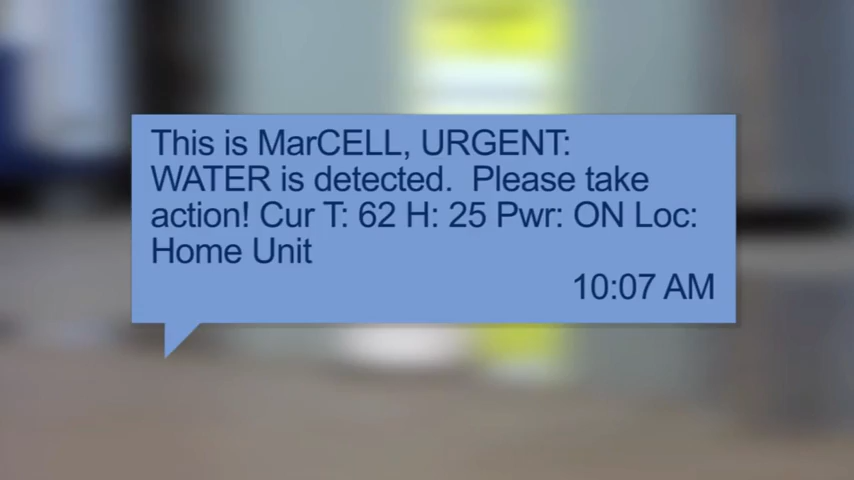 This is MarCELL, URGENT:
WATER is detected.  Please take
action! Cur T: 62 H: 25 Pwr: ON Loc:
Home Unit
10:07 AM